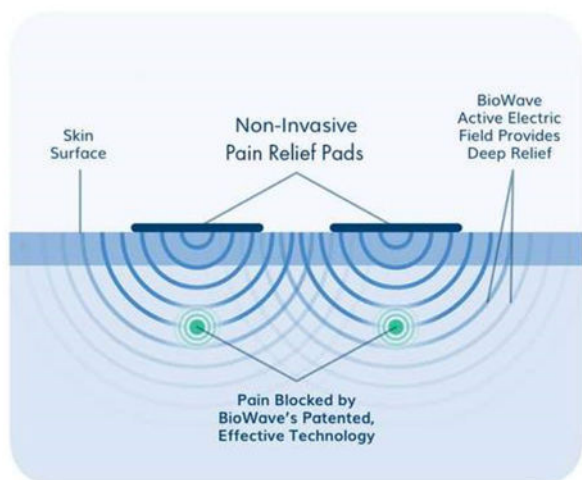 Skin
Surface
Non-Invasive
Pain Relief Pads
BioWave
Active Electric
Field Provides
Deep Relief
Pain Blocked by
BioWave's Patented,
Effective Technology